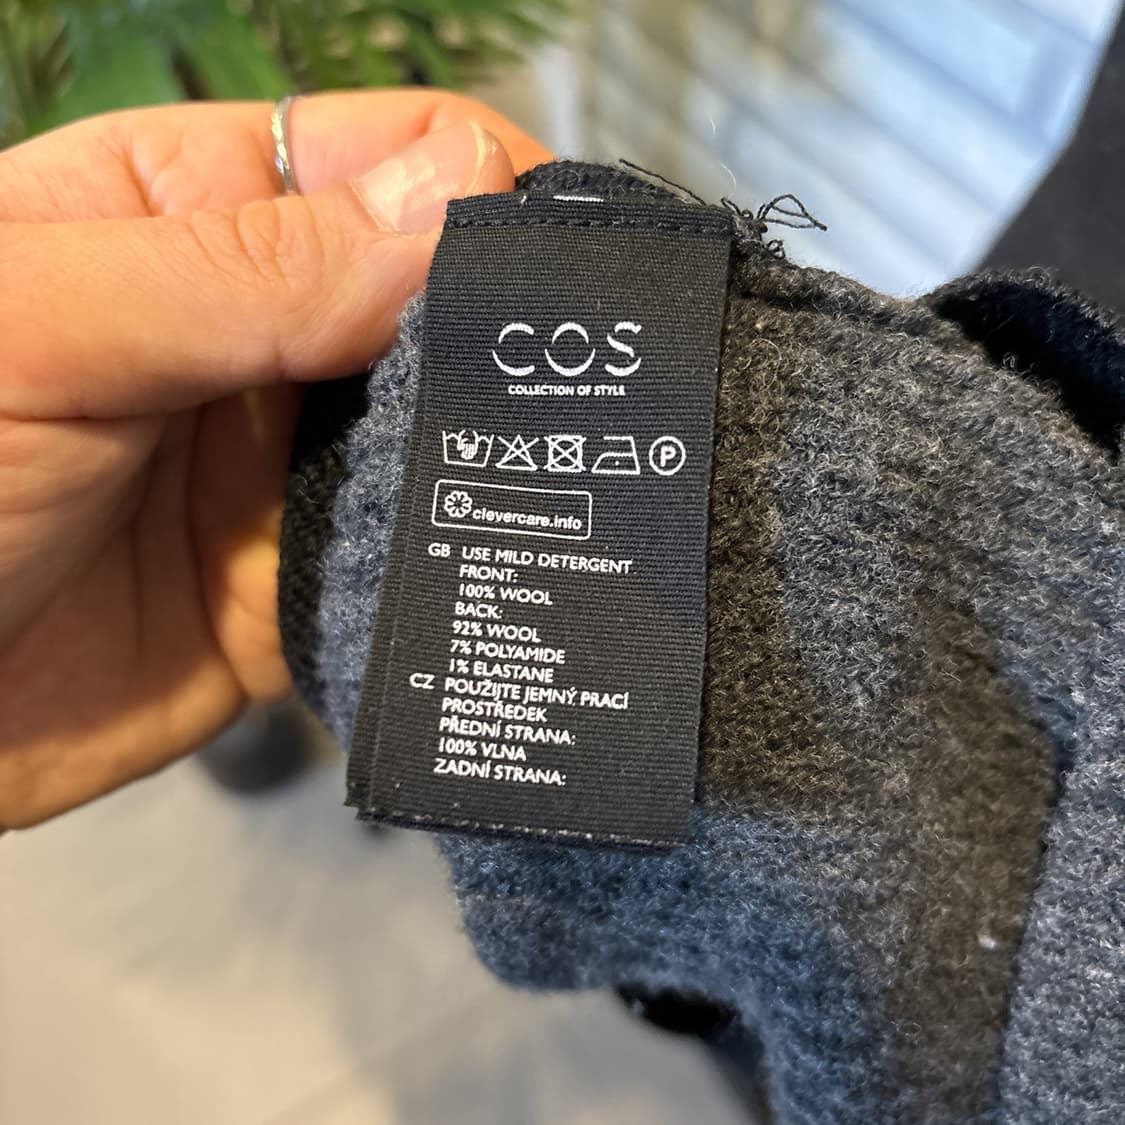 COS
COLLECTION OF STYLE
P
clevercare.info
GB USE MILD DETERGENT
FRONT:
100% WOOL
BACK:
92% WOOL
7% POLYAMIDE
1% ELASTANE
CZ POUŽIJTE JEMNÝ PRACÍ
PROSTŘEDEK
PŘEDNÍ STRANA:
100% VLNA
ZADNÍ STRANA: